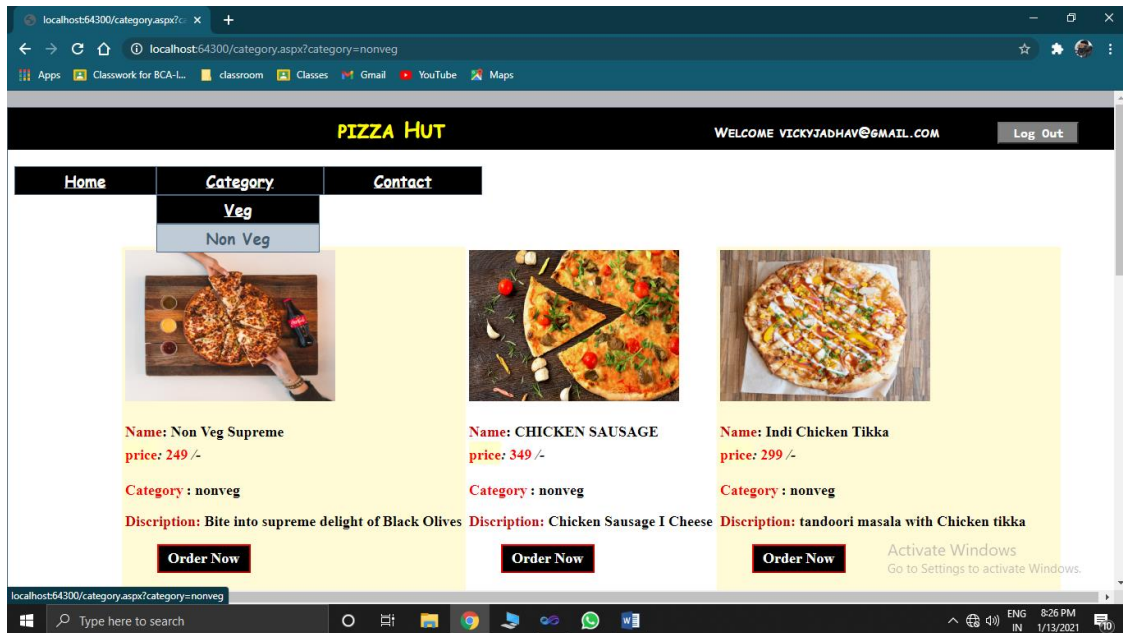 localhost:64300/category.aspx?ca
localhost:64300/category.aspx?category=nonveg
Apps Classwork for BCA-I... classroom Classes Gmail YouTube Maps
PIZZA HUT WELCOME VICKYJADHAV@GMAIL.COM Log Out
Home Category Contact
Veg
Non Veg
Name: Non Veg Supreme Name: CHICKEN SAUSAGE Name: Indi Chicken Tikka
price: 249 /- price: 349 /- price: 299 /-
Category : nonveg Category : nonveg Category : nonveg
Discription: Bite into supreme delight of Black Olives Discription: Chicken Sausage I Cheese Discription: tandoori masala with Chicken tikka
Order Now Order Now Order Now
Activate Windows
Go to Settings to activate Windows.
localhost:64300/category.aspx?category=nonveg
Type here to search ENG 8:26 PM
IN 1/13/2021